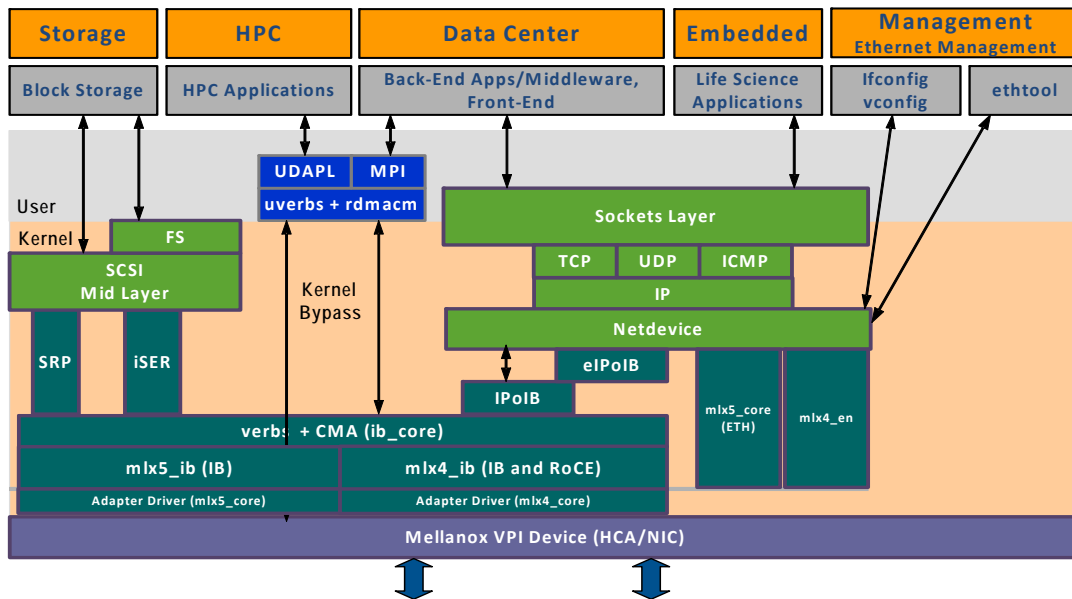 Storage
HPC
Data Center
Embedded
Management
Ethernet Management
Block Storage
HPC Applications
Back-End Apps/Middleware,
Front-End
Life Science
Applications
Ifconfig
vconfig
ethtool
UDAPL
MPI
uverbs + rdmacm
User
Kernel
FS
SCSI
Mid Layer
Sockets Layer
TCP
UDP
ICMP
IP
Netdevice
Kernel
Bypass
SRP
iSER
eIPoIB
IPoIB
mlx5_core
(ETH)
mlx4_en
verbs + CMA (ib_core)
mlx5_ib (IB)
mlx4_ib (IB and RoCE)
Adapter Driver (mlx5_core)
Adapter Driver (mlx4_core)
Mellanox VPI Device (HCA/NIC)